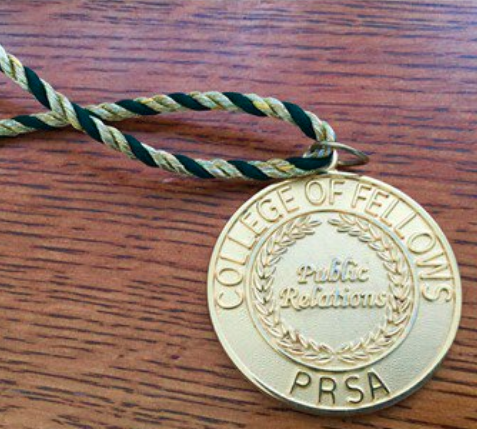 COLLEGE OF FELLOWS
Public
Relations
PRSA